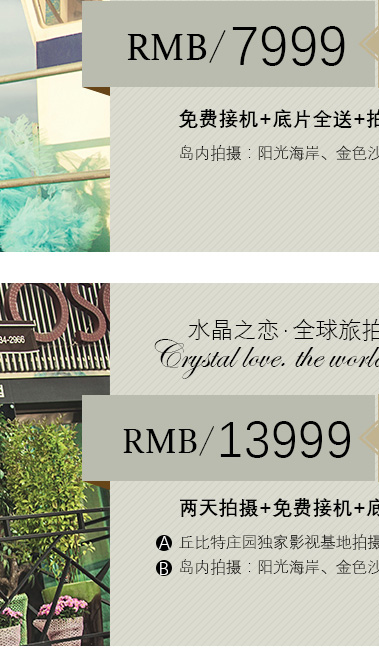 RMB/7999
免费接机+底片全送+拍
岛内拍摄：阳光海岸、金色沙
OS
34-2966
水晶之恋·全球旅拍
Crystal love. the world
RMB/13999
两天拍摄+免费接机+底
A 丘比特庄园独家影视基地拍摄
B 岛内拍摄：阳光海岸、金色沙